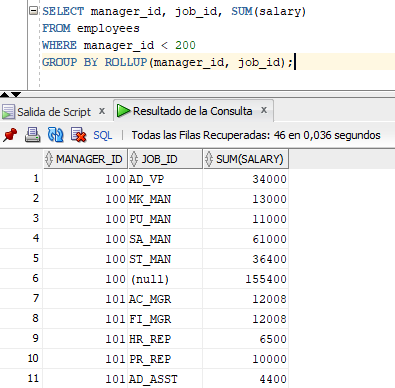 SELECT manager_id, job_id, SUM(salary)
FROM employees
WHERE manager_id < 200
GROUP BY ROLLUP(manager_id, job_id);
Salida de Script x Resultado de la Consulta x
SQL | Todas las Filas Recuperadas: 46 en 0,036 segundos
MANAGER_ID JOB_ID SUM(SALARY)
1 100 AD_VP 34000
2 100 MK_MAN 13000
3 100 PU_MAN 11000
4 100 SA_MAN 61000
5 100 ST_MAN 36400
6 100 (null) 155400
7 101 AC_MGR 12008
8 101 FI_MGR 12008
9 101 HR_REP 6500
10 101 PR_REP 10000
11 101 AD_ASST 4400